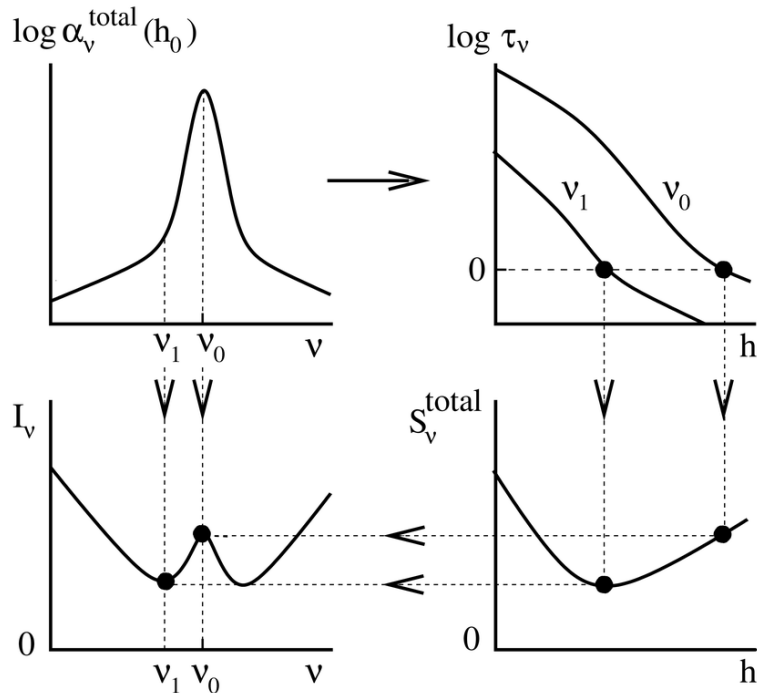 log α_ν^total (h_0)
log τ_ν
ν_1
ν_0
0
ν_1 ν_0 ν
h
I_ν
S_ν^total
0
0
ν_1 ν_0 ν
h